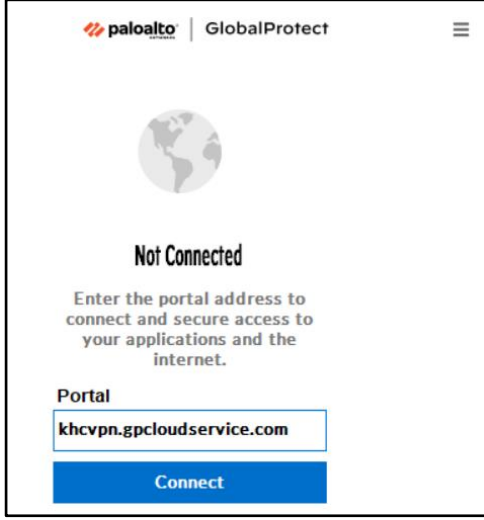 paloalto GlobalProtect
NETWORKS
Not Connected
Enter the portal address to
connect and secure access to
your applications and the
internet.
Portal
khcvpn.gpcloudservice.com
Connect